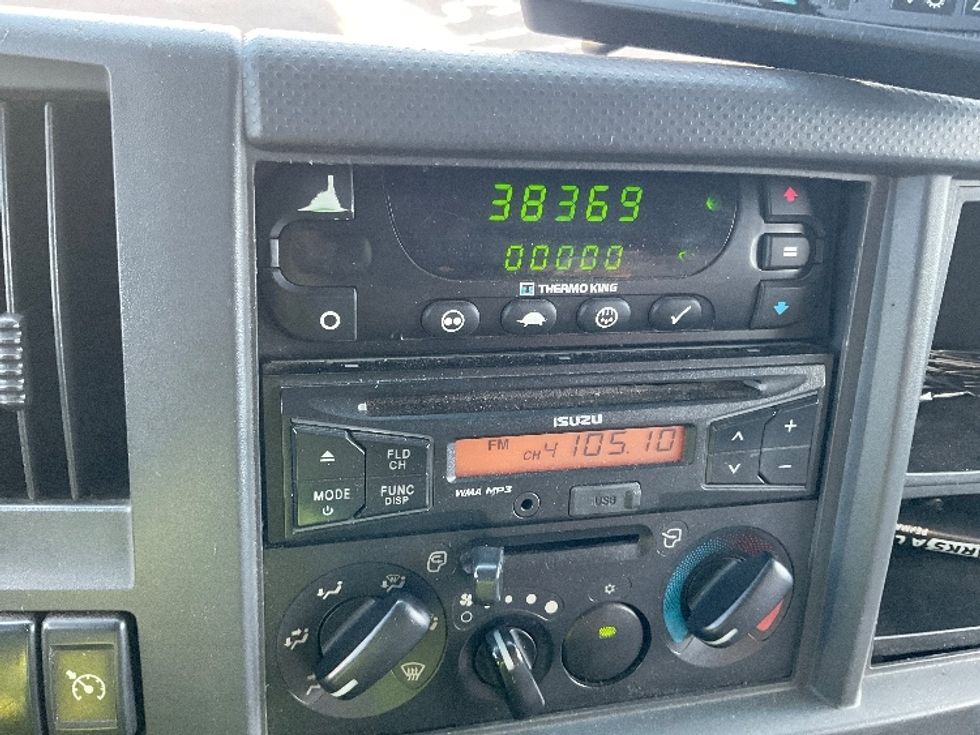 38369
00000
THERMO KING
ISUZU
FM CH 4 105.10
FLD
CH
MODE
FUNC
DISP
WMA MP3
USB